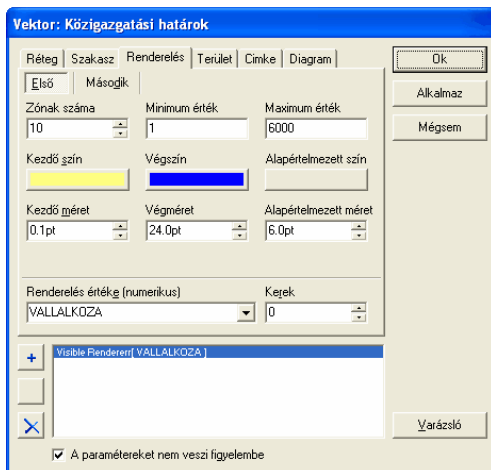 Vektor: Közigazgatási határok
Réteg Szakasz Renderelés Terület Cimke Diagram
Ok
Első Második
Alkalmaz
Zónak száma Minimum érték Maximum érték
10 1 6000
Mégsem
Kezdő szín Végszín Alapértelmezett szín
Kezdő méret Végméret Alapértelmezett méret
0.1pt 24.0pt 6.0pt
Renderelés értéke (numerikus) Kerek
VALLALKOZA 0
Visible Rendererr[ VALLALKOZA ]
Varázsló
A paramétereket nem veszi figyelembe